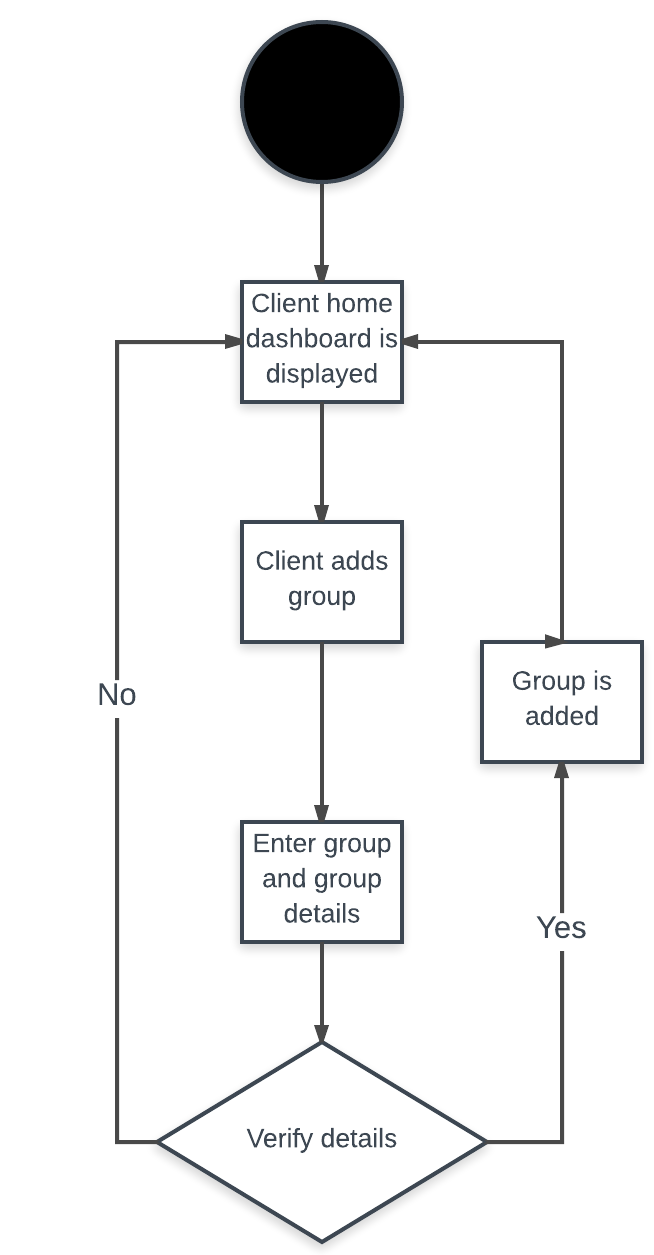 Client home
dashboard is
displayed
Client adds
group
Group is
added
No
Enter group
and group
details
Yes
Verify details